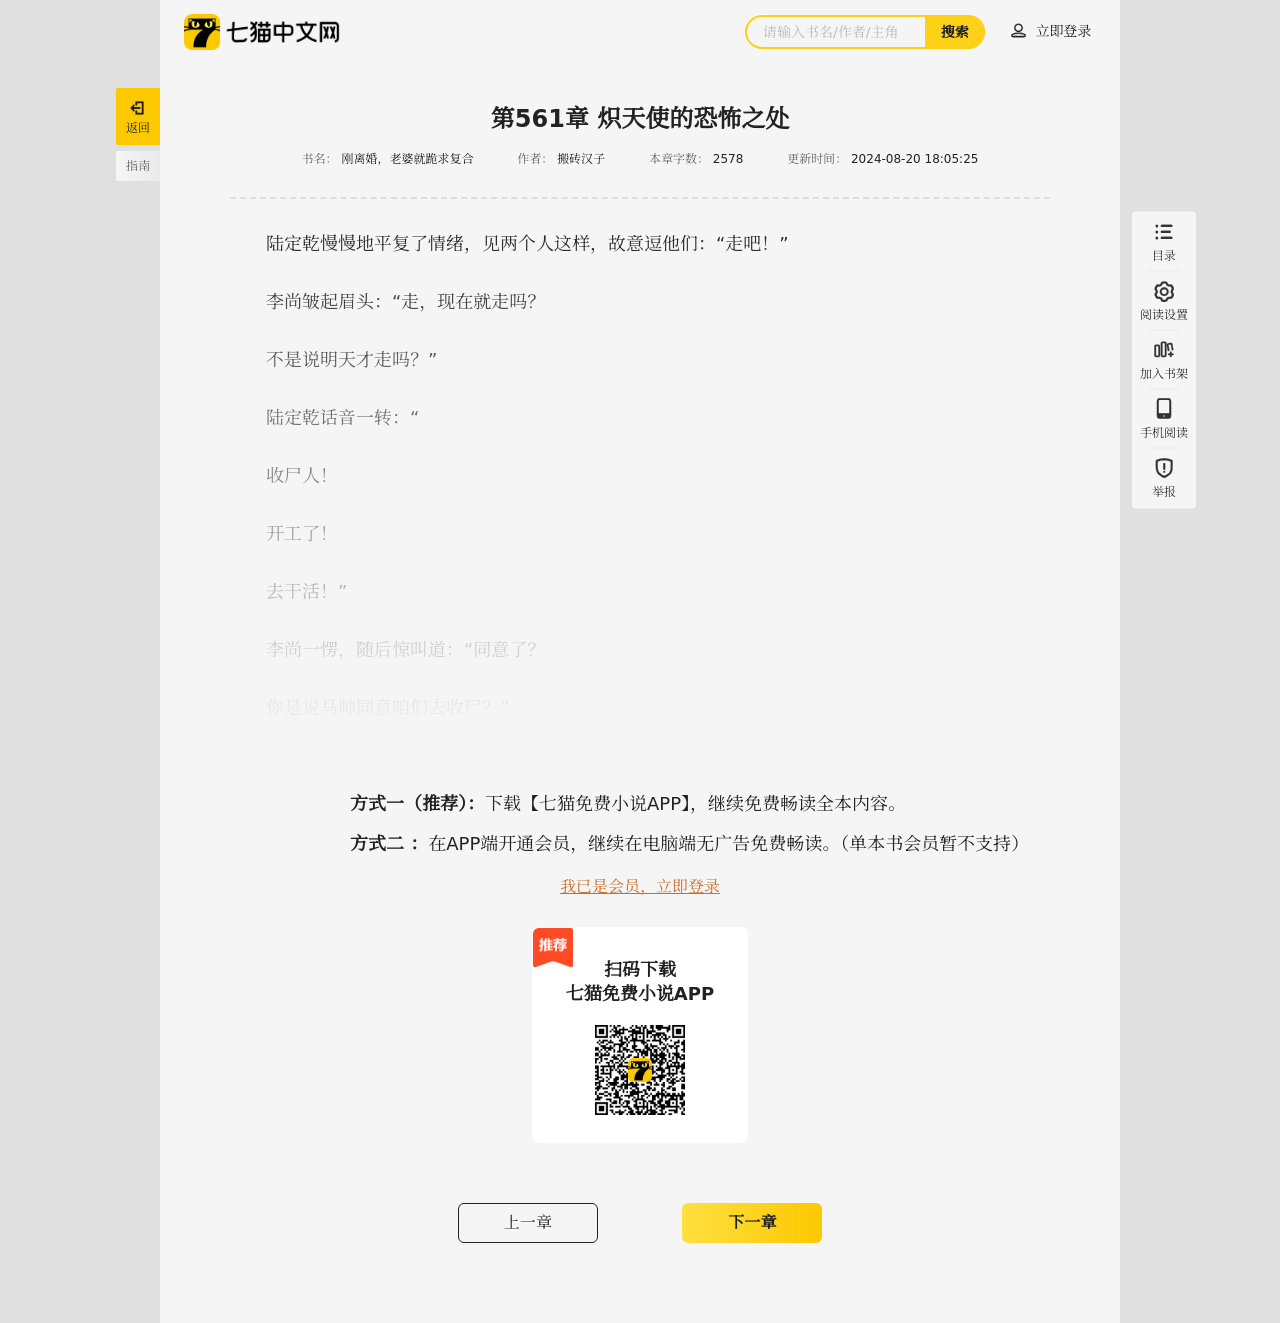 七猫中文网
请输入书名/作者/主角
搜索
立即登录
返回
指南
第561章 炽天使的恐怖之处
书名： 刚离婚，老婆就跪求复合 作者： 搬砖汉子 本章字数： 2578 更新时间： 2024-08-20 18:05:25
陆定乾慢慢地平复了情绪，见两个人这样，故意逗他们：“走吧！”
李尚皱起眉头：“走，现在就走吗？
不是说明天才走吗？”
陆定乾话音一转：“
收尸人！
开工了！
去干活！”
李尚一愣，随后惊叫道：“同意了？
你是说马帅同意咱们去收尸？”
目录
阅读设置
加入书架
手机阅读
举报
方式一（推荐）：下载【七猫免费小说APP】，继续免费畅读全本内容。
方式二 ：在APP端开通会员，继续在电脑端无广告免费畅读。（单本书会员暂不支持）
我已是会员，立即登录
推荐
扫码下载
七猫免费小说APP
上一章
下一章